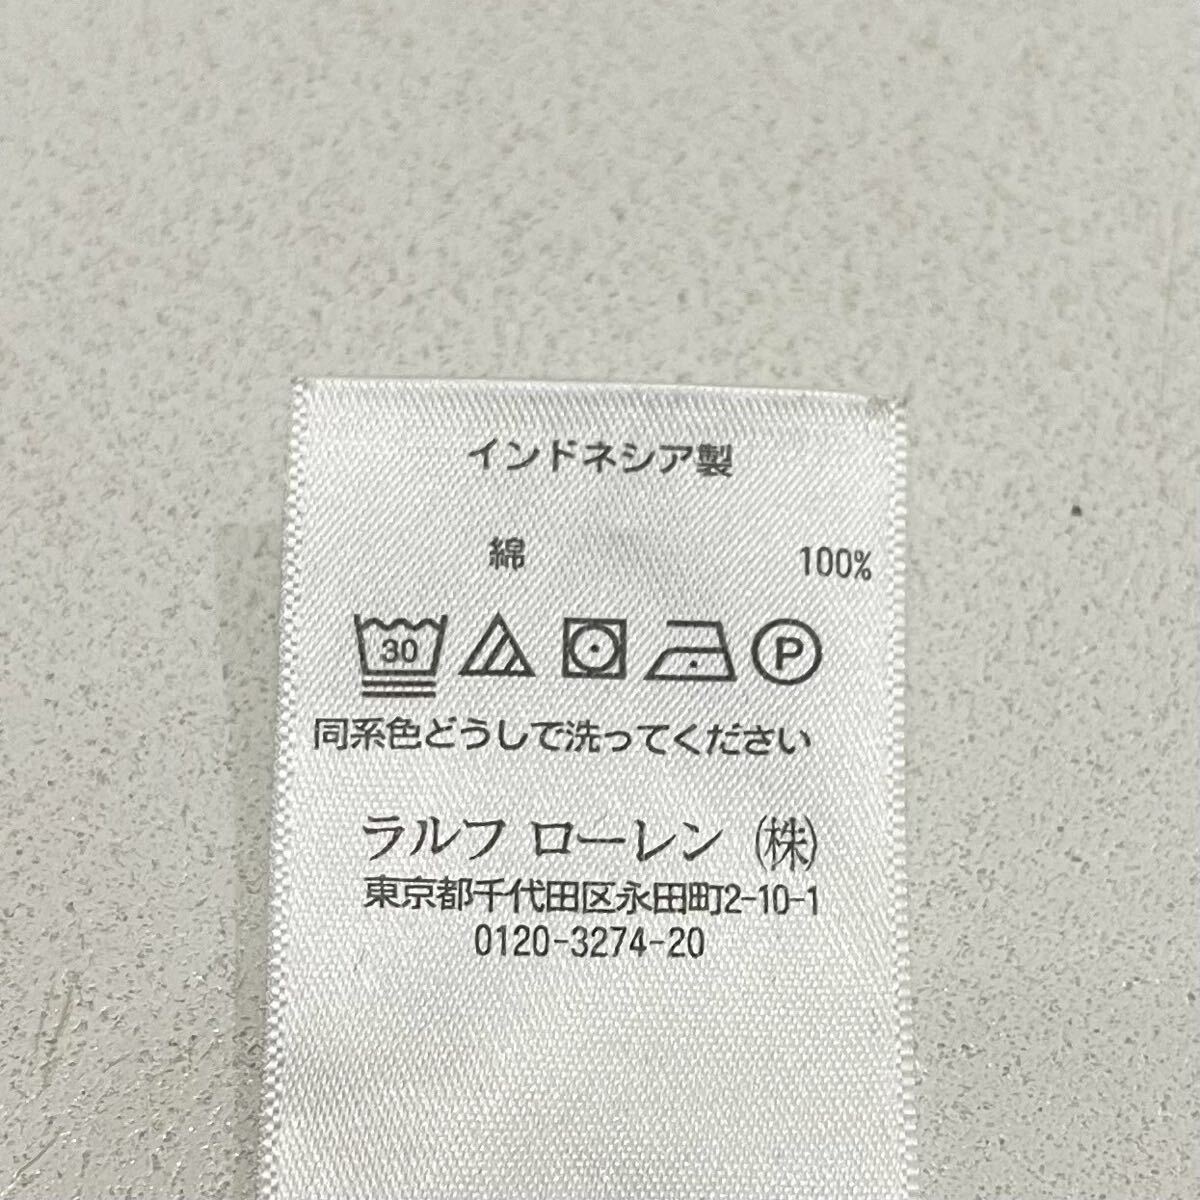 インドネシア製
綿 100%
30 P
同系色どうしで洗ってください
ラルフ ローレン (株)
東京都千代田区永田町2-10-1
0120-3274-20